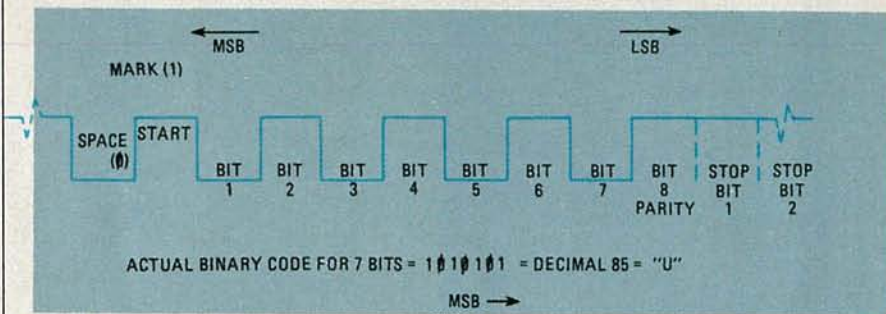 MSB
LSB
MARK (1)
SPACE START
(0)
BIT BIT BIT BIT BIT BIT BIT BIT STOP STOP
1 2 3 4 5 6 7 8 BIT BIT
PARITY 1 2
ACTUAL BINARY CODE FOR 7 BITS = 1010101 = DECIMAL 85 = "U"
MSB